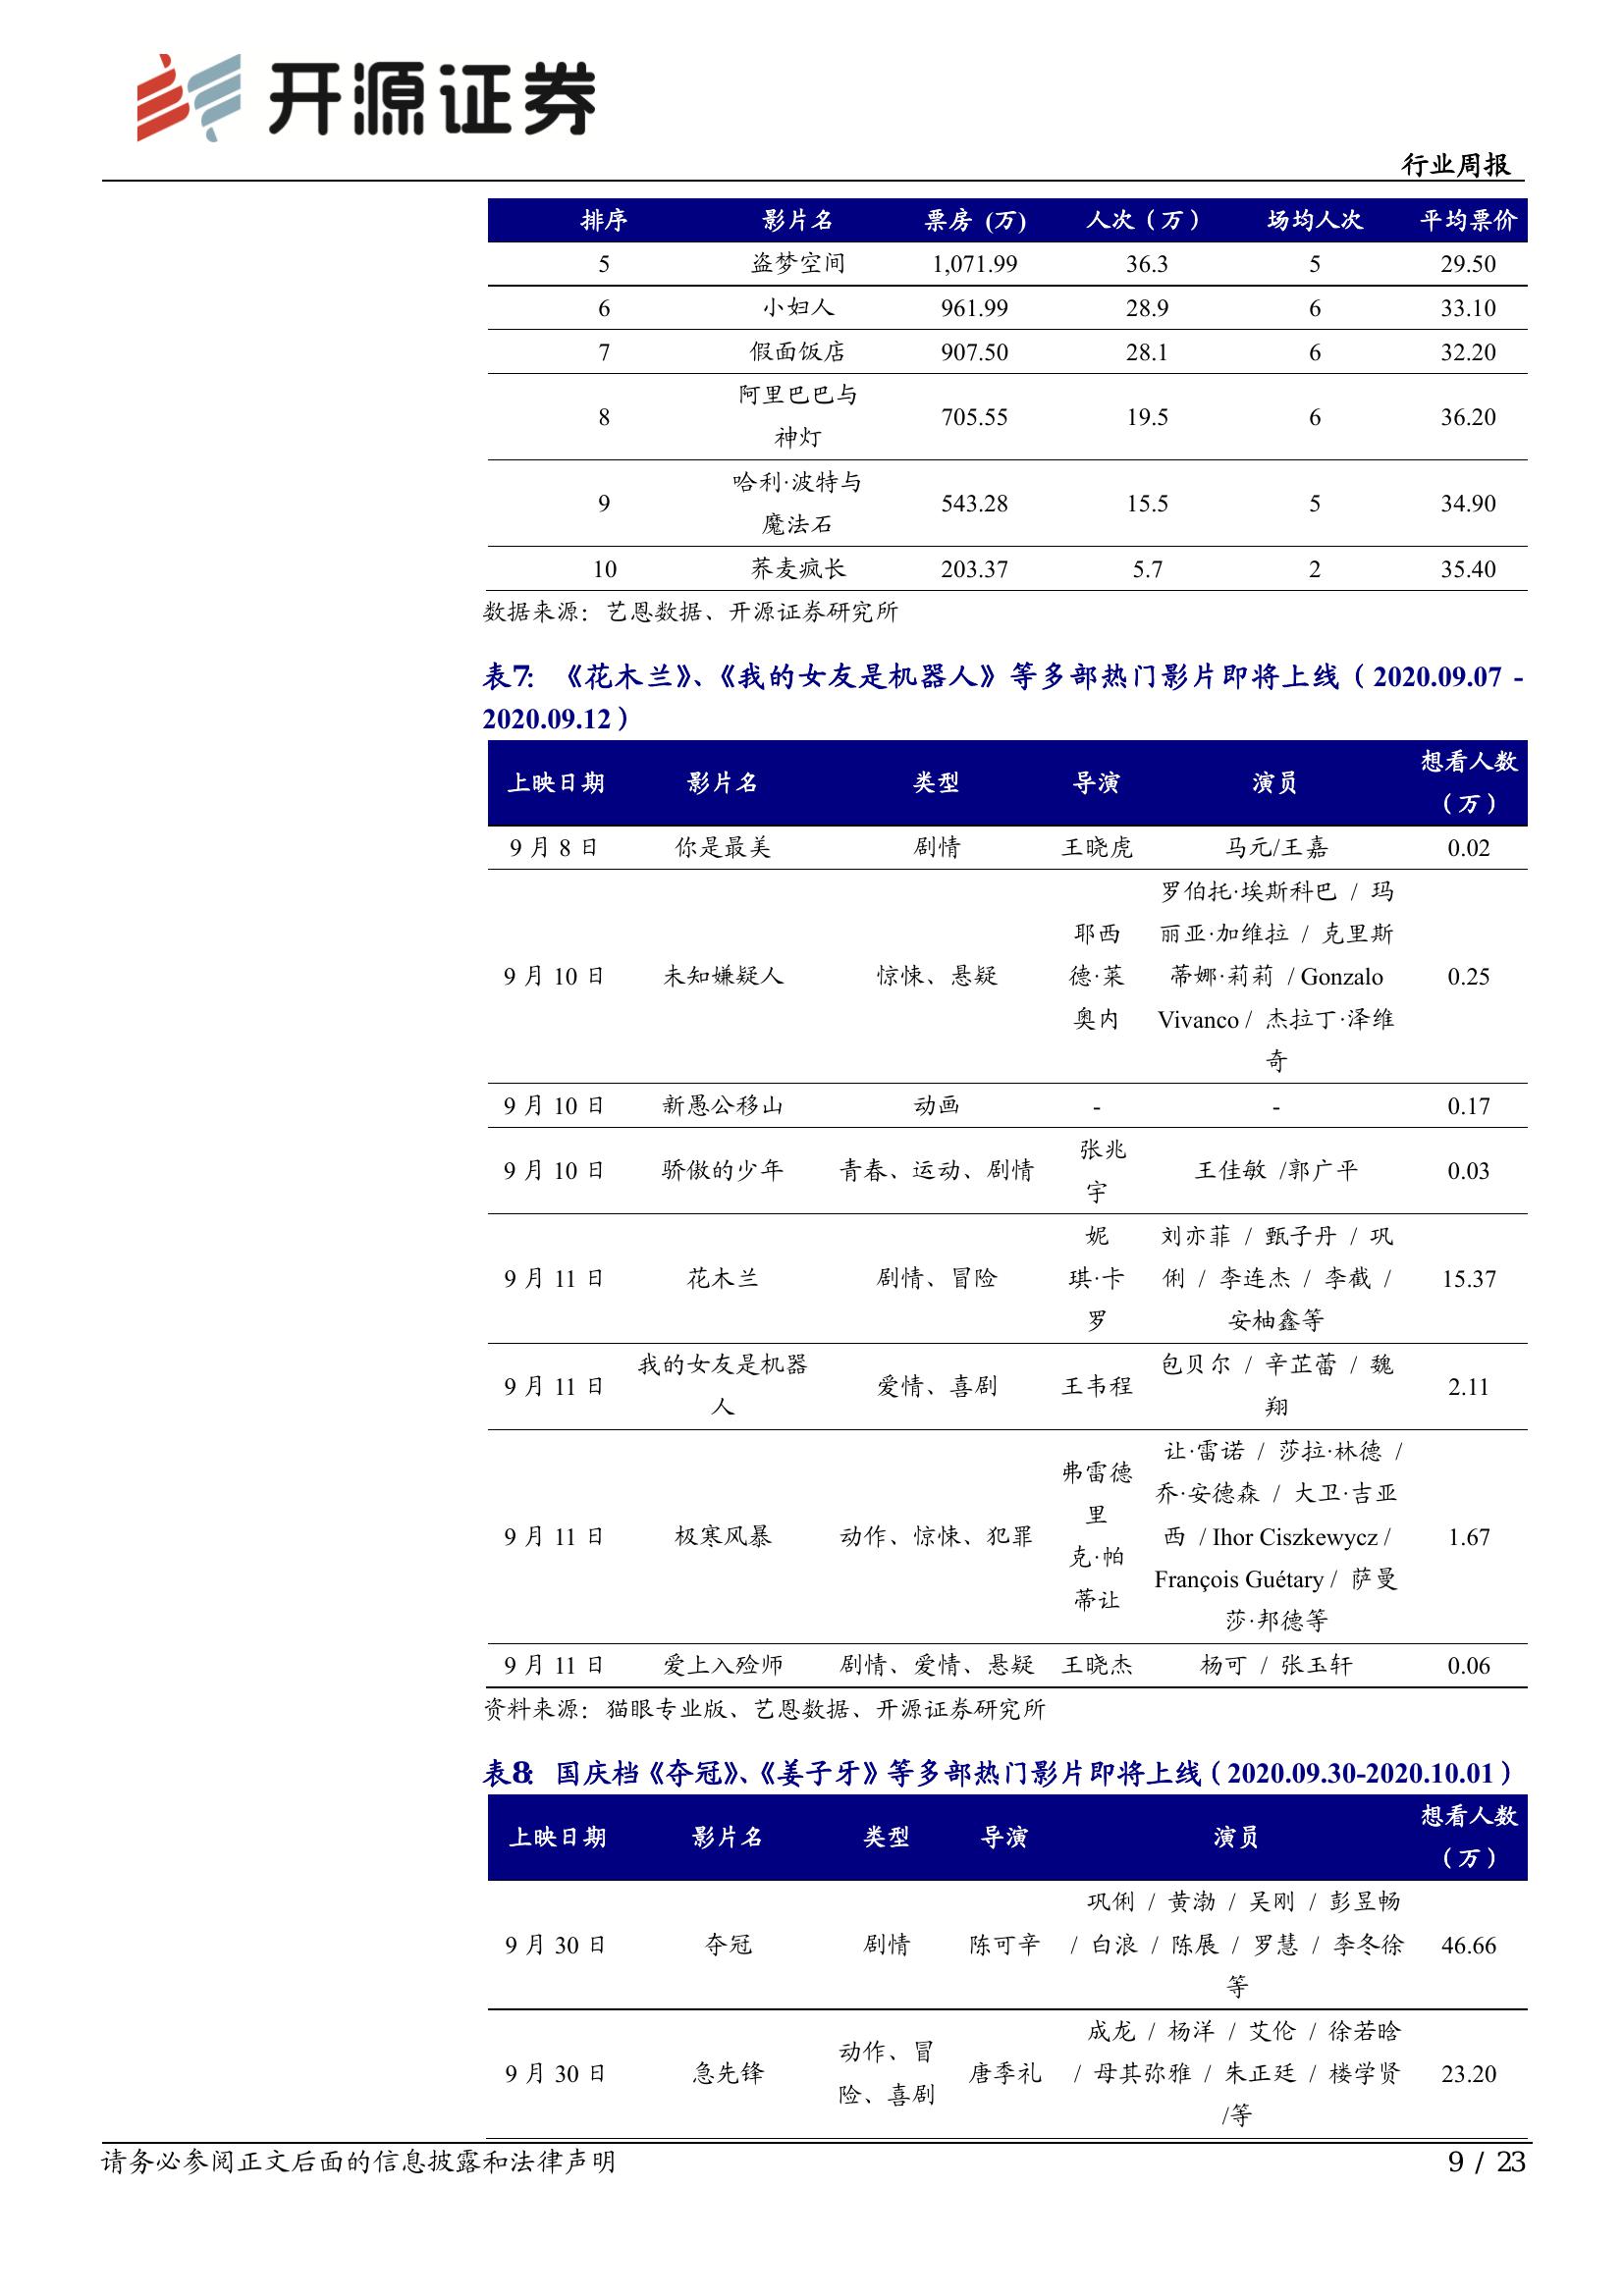 开源证券
行业周报
排序 影片名 票房 (万) 人次（万） 场均人次 平均票价
5 盗梦空间 1,071.99 36.3 5 29.50
6 小妇人 961.99 28.9 6 33.10
7 假面饭店 907.50 28.1 6 32.20
阿里巴巴与
8 705.55 19.5 6 36.20
神灯
哈利·波特与
9 543.28 15.5 5 34.90
魔法石
10 荞麦疯长 203.37 5.7 2 35.40
数据来源：艺恩数据、开源证券研究所
表7: 《花木兰》、《我的女友是机器人》等多部热门影片即将上线（2020.09.07 -
2020.09.12）
想看人数
上映日期 影片名 类型 导演 演员
（万）
9 月 8 日 你是最美 剧情 王晓虎 马元/王嘉 0.02
罗伯托·埃斯科巴 / 玛
耶西 丽亚·加维拉 / 克里斯
9 月 10 日 未知嫌疑人 惊悚、悬疑 德·莱 蒂娜·莉莉 / Gonzalo 0.25
奥内 Vivanco / 杰拉丁·泽维
奇
9 月 10 日 新愚公移山 动画 - - 0.17
张兆
9 月 10 日 骄傲的少年 青春、运动、剧情 王佳敏 /郭广平 0.03
宇
妮 刘亦菲 / 甄子丹 / 巩
9 月 11 日 花木兰 剧情、冒险 琪·卡 俐 / 李连杰 / 李截 / 15.37
罗 安柚鑫等
我的女友是机器 包贝尔 / 辛芷蕾 / 魏
9 月 11 日 爱情、喜剧 王韦程 2.11
人 翔
让·雷诺 / 莎拉·林德 /
弗雷德 乔·安德森 / 大卫·吉亚
里
9 月 11 日 极寒风暴 动作、惊悚、犯罪 西 / Ihor Ciszkewycz / 1.67
克·帕 François Guétary / 萨曼
蒂让 莎·邦德等
9 月 11 日 爱上入殓师 剧情、爱情、悬疑 王晓杰 杨可 / 张玉轩 0.06
资料来源：猫眼专业版、艺恩数据、开源证券研究所
表8: 国庆档《夺冠》、《姜子牙》等多部热门影片即将上线（2020.09.30-2020.10.01）
想看人数
上映日期 影片名 类型 导演 演员
（万）
巩俐 / 黄渤 / 吴刚 / 彭昱畅
9 月 30 日 夺冠 剧情 陈可辛 / 白浪 / 陈展 / 罗慧 / 李冬徐 46.66
等
成龙 / 杨洋 / 艾伦 / 徐若晗
动作、冒
9 月 30 日 急先锋 唐季礼 / 母其弥雅 / 朱正廷 / 楼学贤 23.20
险、喜剧
/等
请务必参阅正文后面的信息披露和法律声明 9 / 23